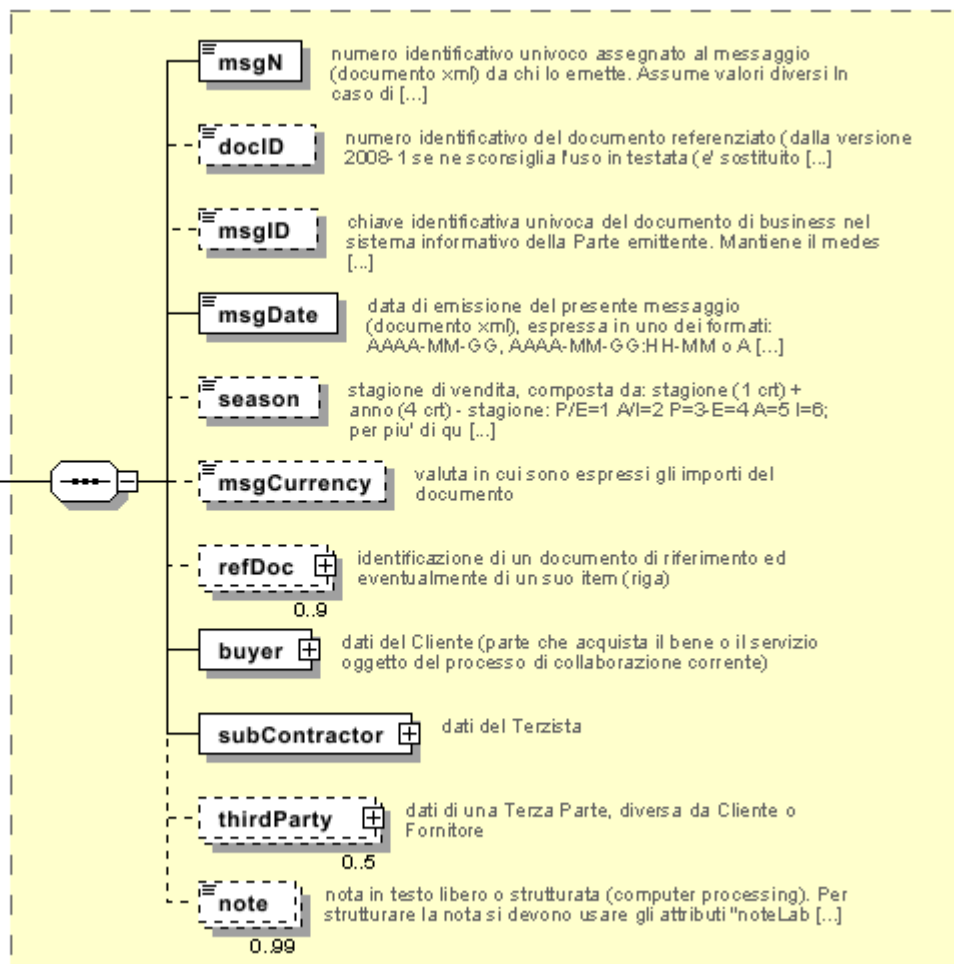 msgN
numero identificativo univoco assegnato al messaggio
(documento xml) da chi lo emette. Assume valori diversi In
caso di [...]
docID
numero identificativo del documento referenziato (dalla versione
2008-1 se ne sconsiglia l'uso in testata (e' sostituito [...]
msgID
chiave identificativa univoca del documento di business nel
sistema informativo della Parte emittente. Mantiene il medes
[...]
msgDate
data di emissione del presente messaggio
(documento xml), espressa in uno dei formati:
AAAA-MM-GG, AAAA-MM-GG:HH-MM o A [...]
season
stagione di vendita, composta da: stagione (1 crt) +
anno (4 crt) - stagione: P/E=1 A/I=2 P=3-E=4 A=5 I=6;
per piu' di qu [...]
msgCurrency
valuta in cui sono espressi gli importi del
documento
refDoc
identificazione di un documento di riferimento ed
eventualmente di un suo item (riga)
0..9
buyer
dati del Cliente (parte che acquista il bene o il servizio
oggetto del processo di collaborazione corrente)
subContractor
dati del Terzista
thirdParty
dati di una Terza Parte, diversa da Cliente o
Fornitore
0..5
note
nota in testo libero o strutturata (computer processing). Per
strutturare la nota si devono usare gli attributi "noteLab [...]
0..99